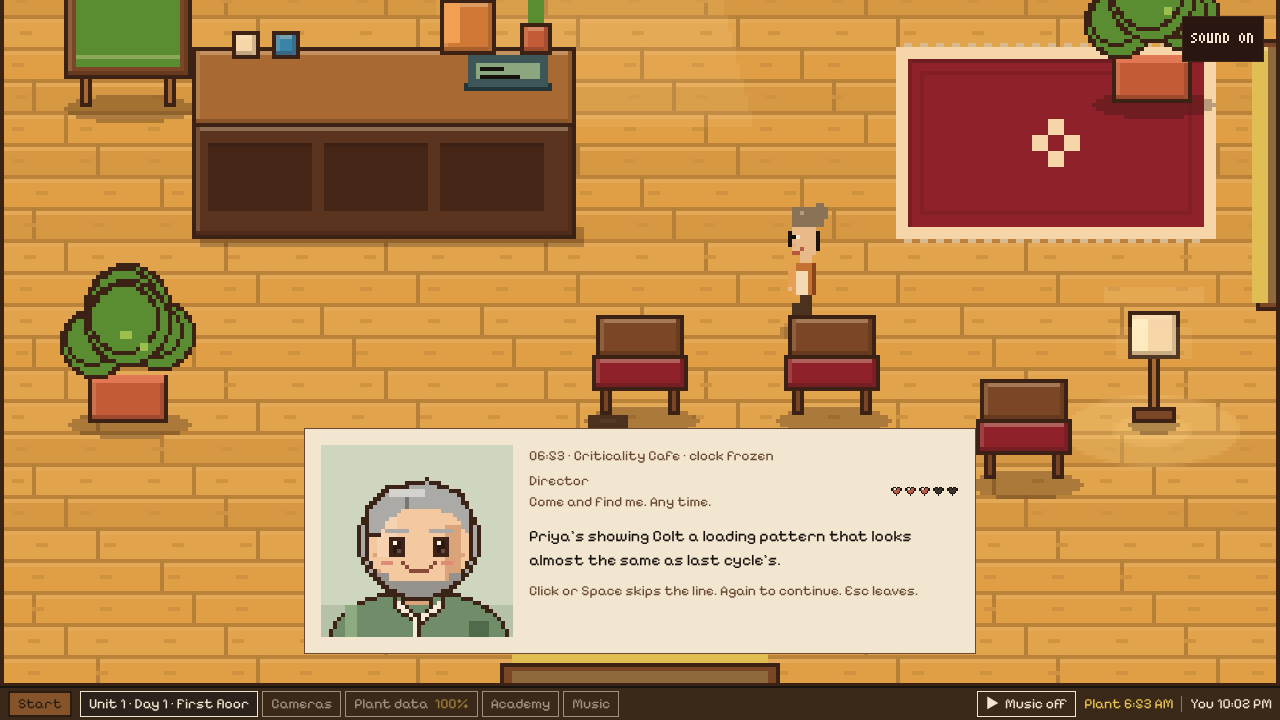 SOUND ON
06:53 · Criticality Cafe · clock frozen
Director
Come and find me. Any time.
Priya's showing Colt a loading pattern that looks
almost the same as last cycle's.
Click or Space skips the line. Again to continue. Esc leaves.
Start
Unit 1 · Day 1 · First floor
Cameras
Plant data 100%
Academy
Music
Music off
Plant 6:53 AM
You 10:02 PM